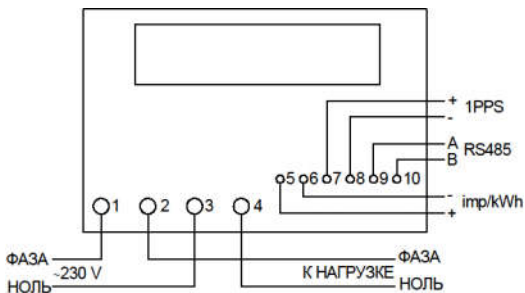 + 1PPS
-
A RS485
B
5 6 7 8 9 10
- imp/kWh
+
1 2 3 4
ФАЗА ФАЗА
~230 V К НАГРУЗКЕ
НОЛЬ НОЛЬ